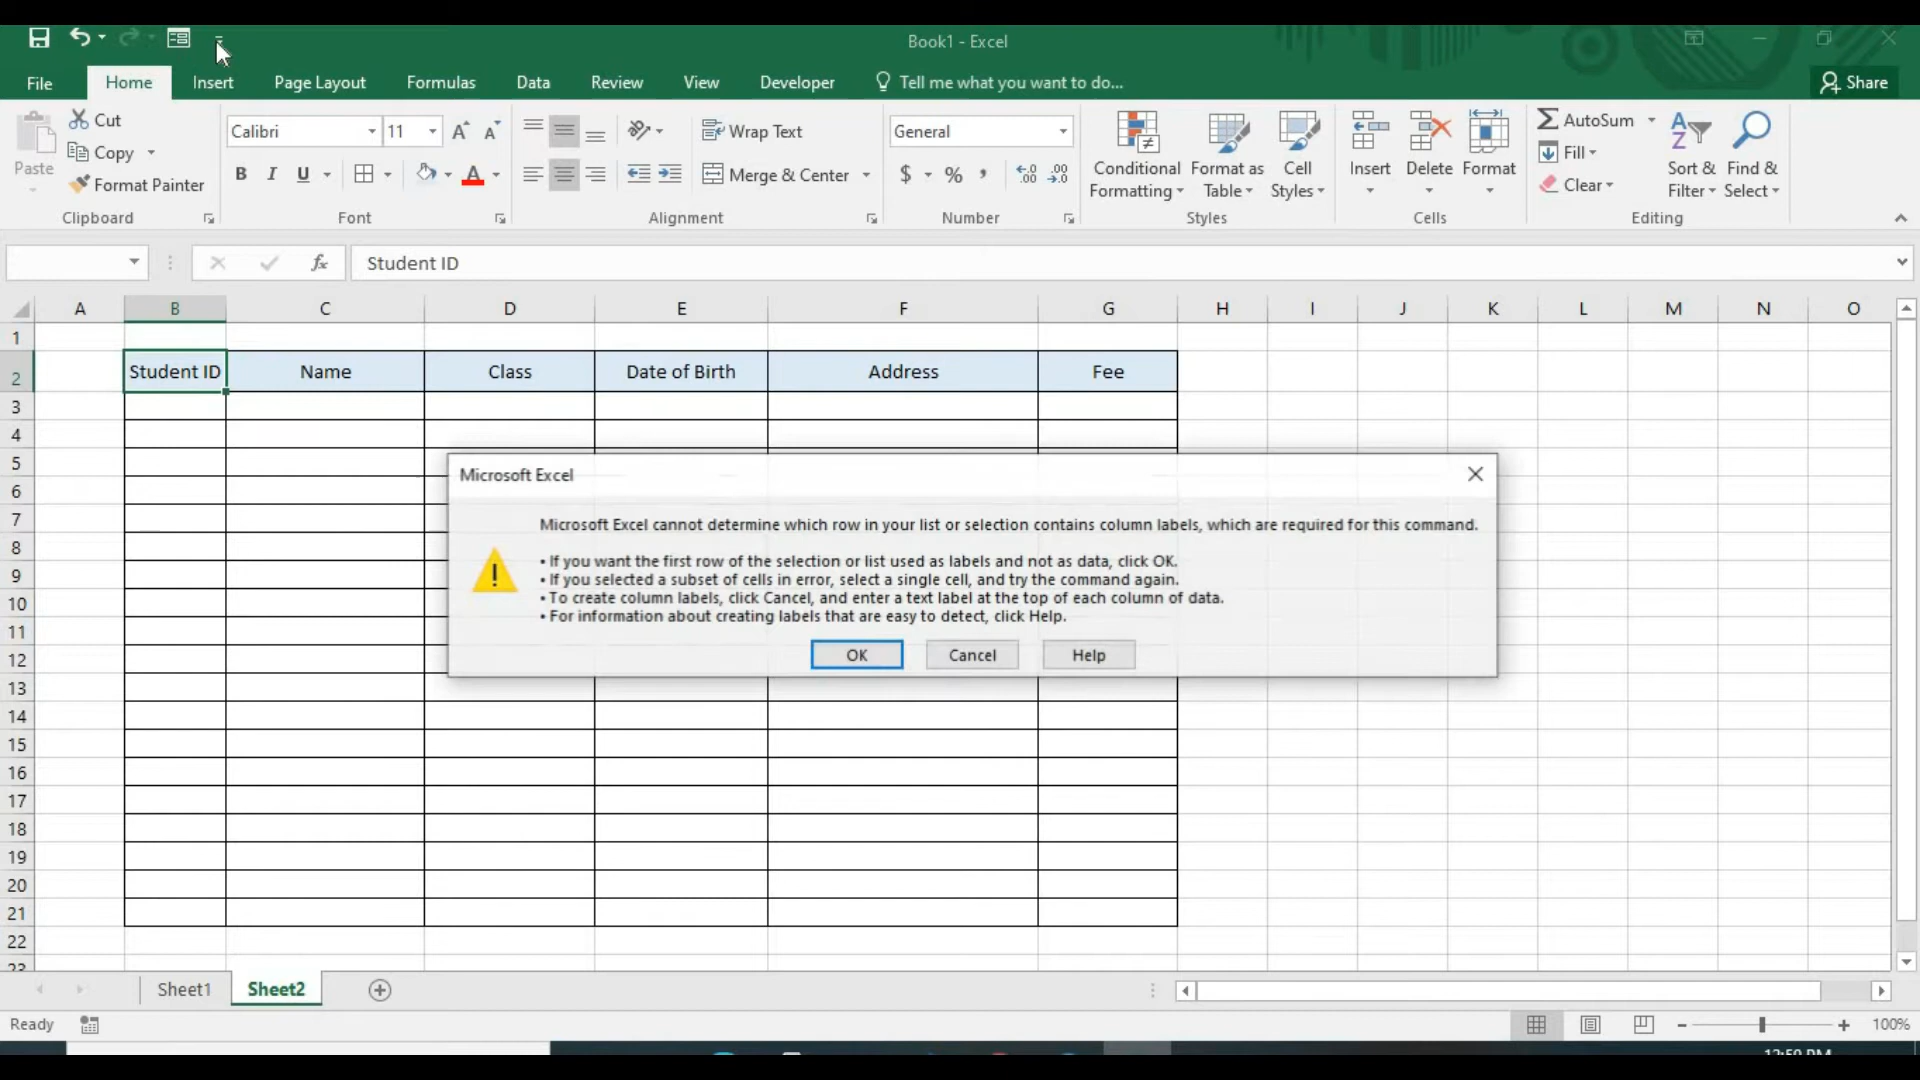 Book1 - Excel
File Home Insert Page Layout Formulas Data Review View Developer Tell me what you want to do... Share
Paste
Cut
Copy
Format Painter
Clipboard
Calibri 11
B I U A
Font
Wrap Text
Merge & Center
Alignment
General
$ % ,
Number
Conditional Formatting
Format as Table
Cell Styles
Styles
Insert Delete Format
Cells
AutoSum
Fill
Clear
Sort & Filter
Find & Select
Editing
fx Student ID
A B C D E F G H I J K L M N O
1
2 Student ID Name Class Date of Birth Address Fee
3
4
5
6
7
8
9
10
11
12
13
14
15
16
17
18
19
20
21
22
23
Microsoft Excel
Microsoft Excel cannot determine which row in your list or selection contains column labels, which are required for this command.
• If you want the first row of the selection or list used as labels and not as data, click OK.
• If you selected a subset of cells in error, select a single cell, and try the command again.
• To create column labels, click Cancel, and enter a text label at the top of each column of data.
• For information about creating labels that are easy to detect, click Help.
OK Cancel Help
Sheet1 Sheet2
Ready 100%